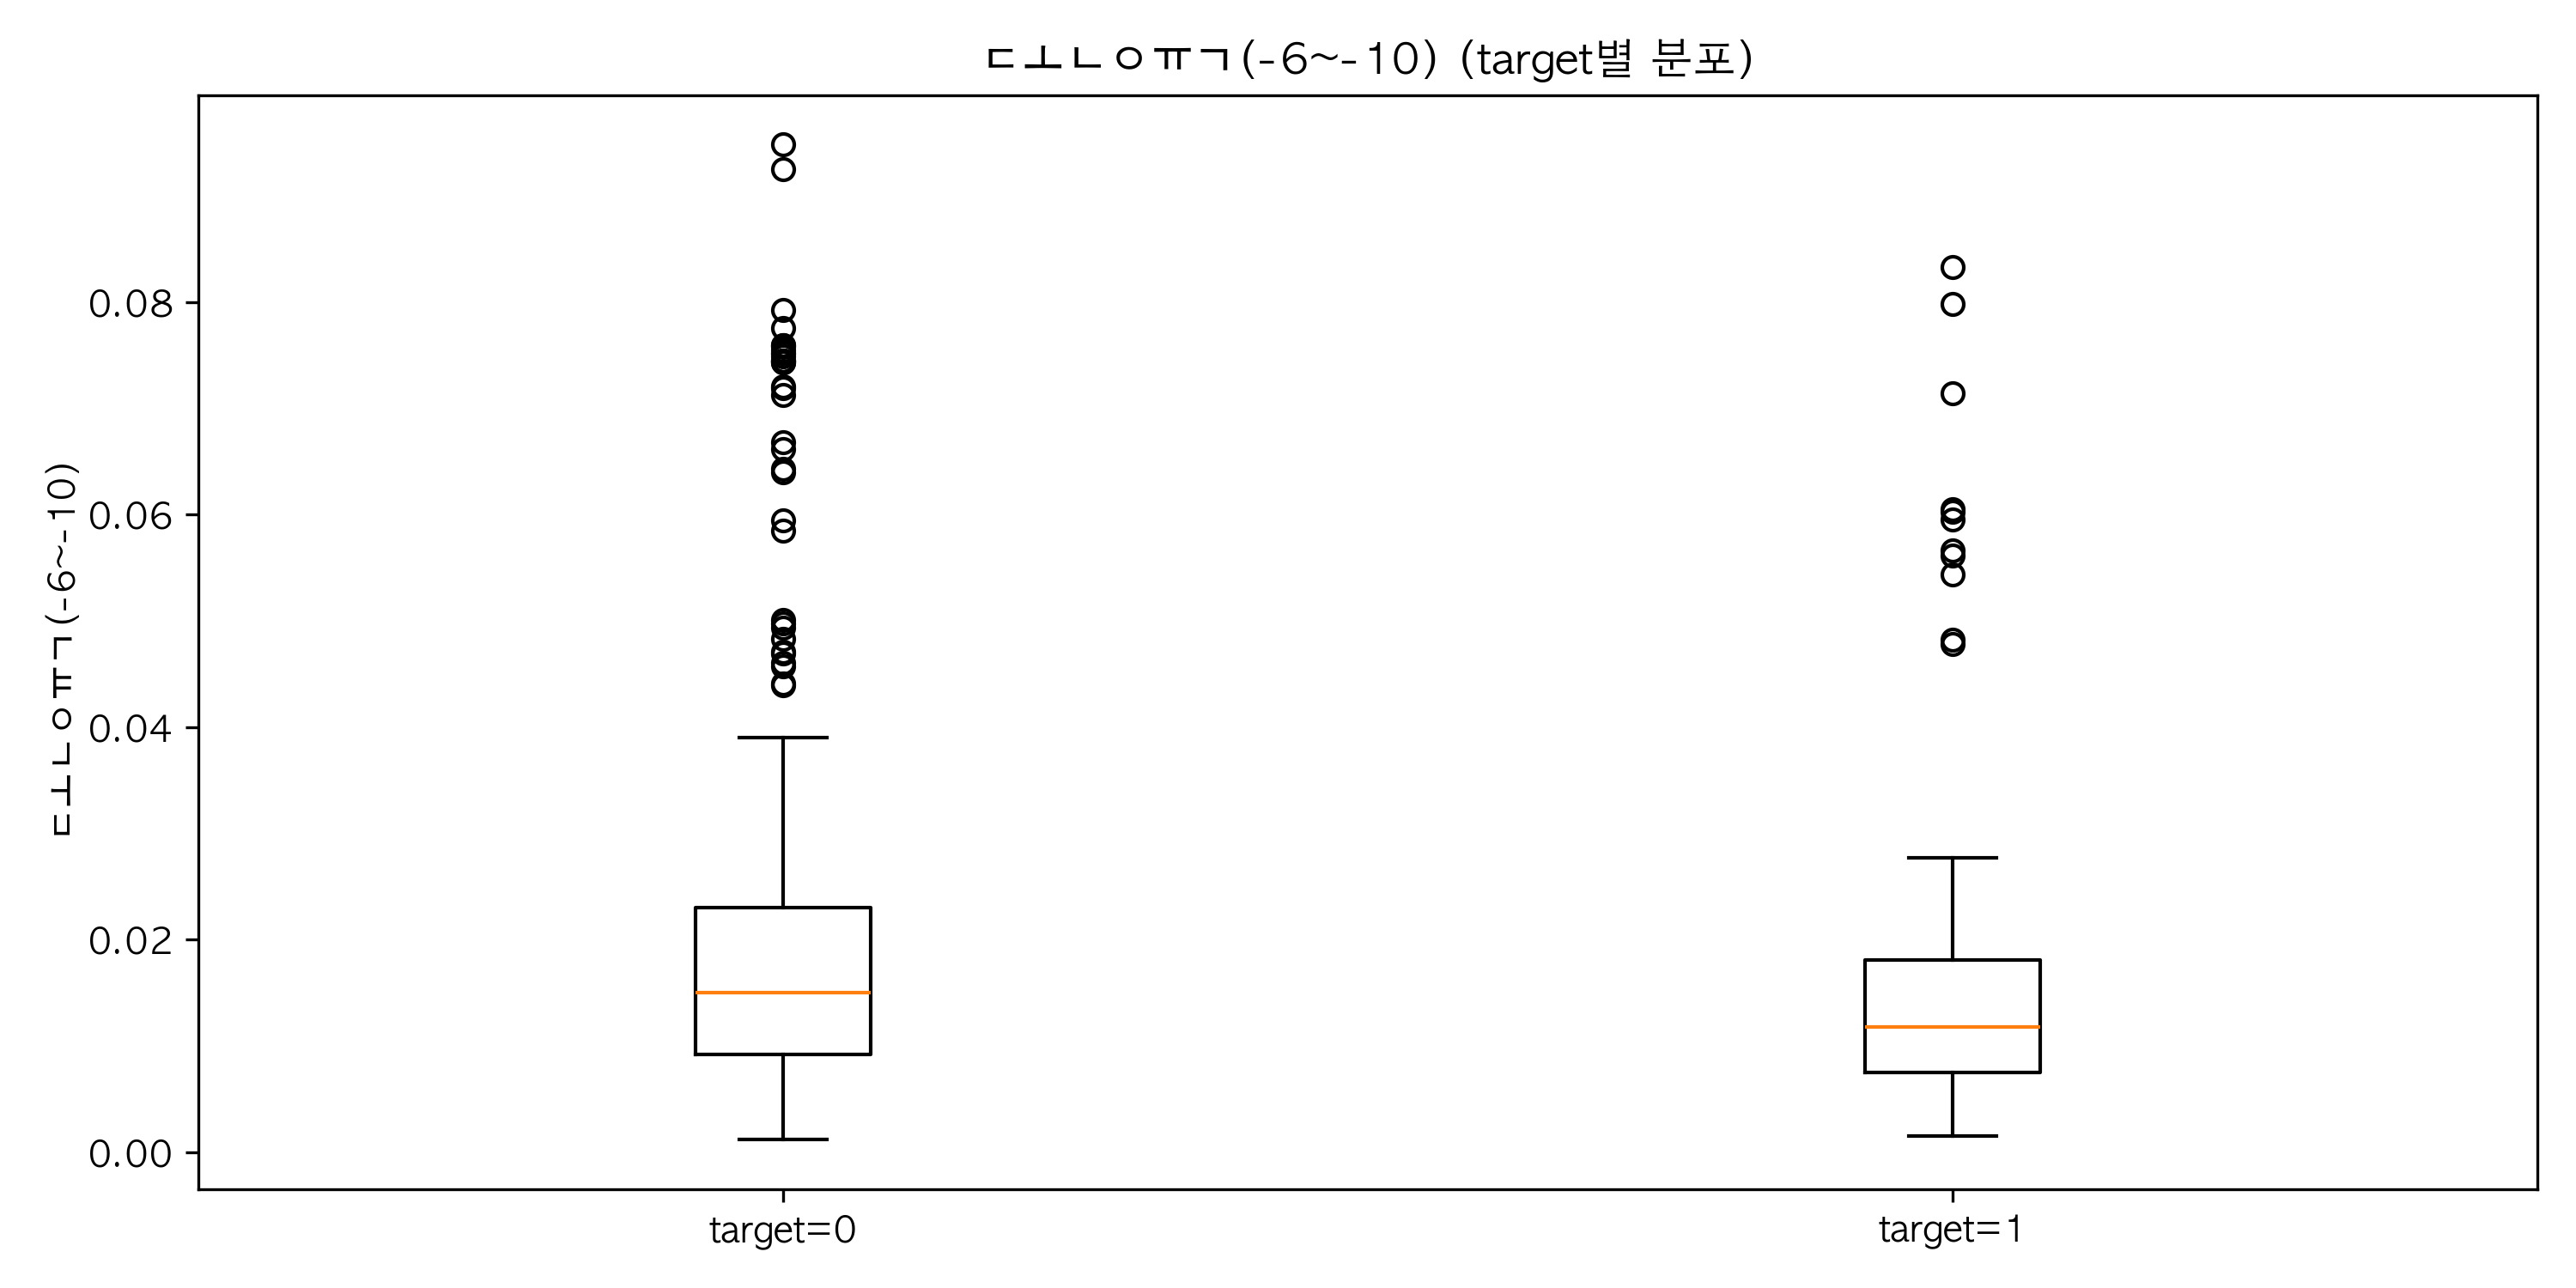 ㄷㅗㄴㅇㅠㄱ(-6~-10) (target별 분포)
ㄷㅗㄴㅇㅠㄱ(-6~-10)
0.08
0.06
0.04
0.02
0.00
target=0
target=1